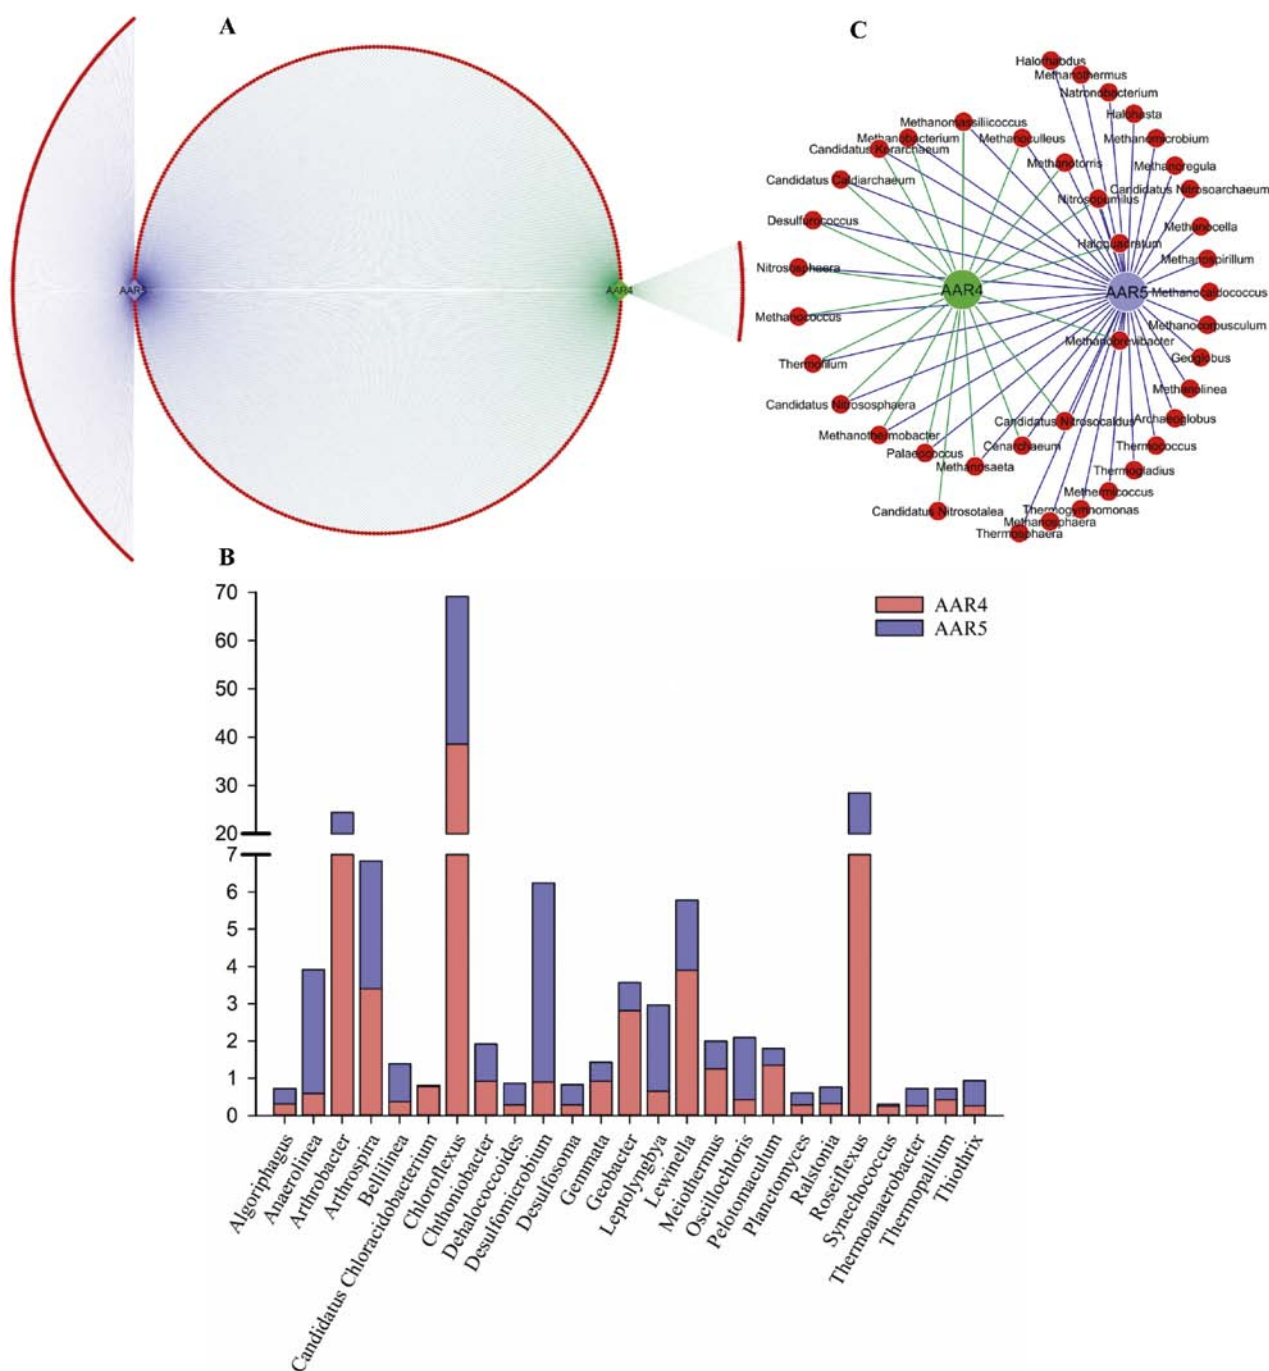 A
AAR5
AAR4
C
Halorhabdus
Methanothermus
Natronobacterium
Halohasta
Methanomassiliicoccus
Methanobacterium
Methanoculleus
Methanomicrobium
Candidatus Korarchaeum
Methanotorris
Methanoregula
Candidatus Caldiarchaeum
Candidatus Nitrosoarchaeum
Nitrosopumilus
Desulfurococcus
Methanocella
Haloquadratum
Methanospirillum
Nitrososphaera
AAR4
AAR5
Methanocaldococcus
Methanococcus
Methanocorpusculum
Methanobrevibacter
Geoglobus
Thermofilum
Methanolinea
Candidatus Nitrososphaera
Candidatus Nitrosocaldus
Archaeoglobus
Methanothermobacter
Cenarchaeum
Thermococcus
Palaeococcus
Methanosaeta
Thermogladius
Methermicoccus
Candidatus Nitrosotalea
Thermogymnomonas
Methanosphaera
Thermosphaera
B
70
60
50
40
30
20
7
6
5
4
3
2
1
0
AAR4
AAR5
Algoriphagus
Anaerolinea
Arthrobacter
Arthrospira
Bellilinea
Candidatus Chloracidobacterium
Chloroflexus
Chthoniobacter
Dehalococcoides
Desulfomicrobium
Desulfosoma
Gemmata
Geobacter
Leptolyngbya
Lewinella
Meiothermus
Oscillochloris
Pelotomaculum
Planctomyces
Ralstonia
Roseiflexus
Synechococcus
Thermoanaerobacter
Thermopallium
Thiothrix